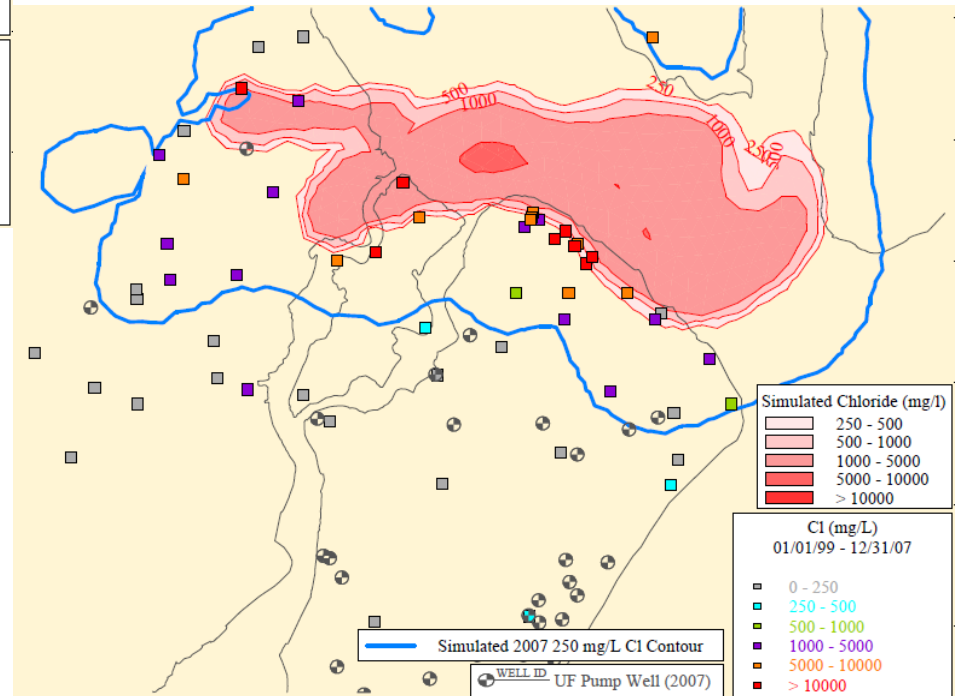 500
1000
250
1000
250
500
Simulated Chloride (mg/l)
250 - 500
500 - 1000
1000 - 5000
5000 - 10000
> 10000
Cl (mg/L)
01/01/99 - 12/31/07
0 - 250
250 - 500
500 - 1000
1000 - 5000
5000 - 10000
> 10000
Simulated 2007 250 mg/L Cl Contour
WELL ID UF Pump Well (2007)